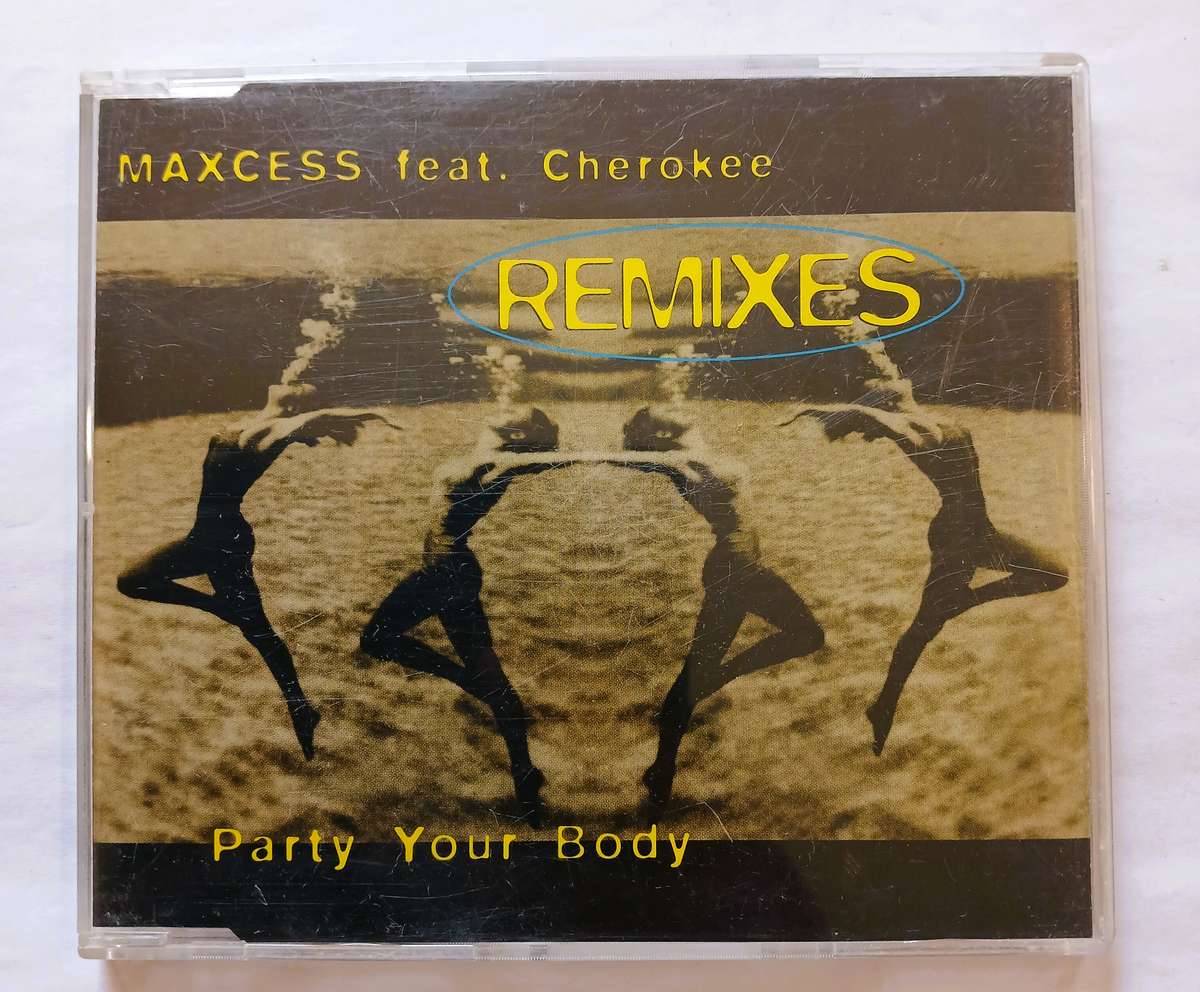 MAXCESS feat. Cherokee
REMIXES
Party Your Body